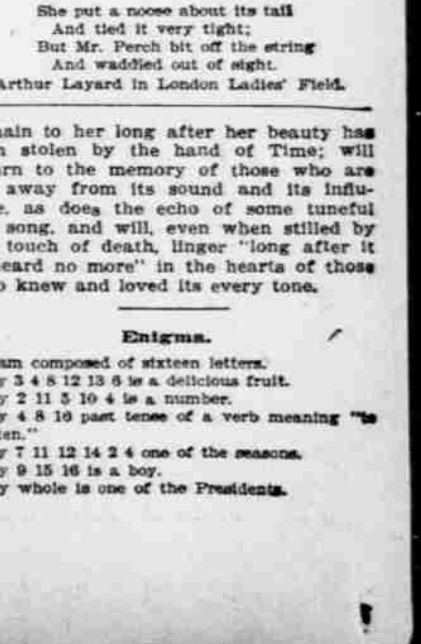 She put a noose about its tail
And tied it very tight;
But Mr. Perch bit off the string
And waddled out of sight.
Arthur Layard in London Ladies' Field.
ain to her long after her beauty has
stolen by the hand of Time; will
rn to the memory of those who are
away from its sound and its influ-
e, as does the echo of some tuneful
song, and will, even when stilled by
touch of death, linger "long after it
heard no more" in the hearts of those
o knew and loved its every tone.
Enigma.
am composed of sixteen letters.
y 3 4 8 12 13 6 is a delicious fruit.
y 2 11 5 10 4 is a number.
y 4 8 16 past tense of a verb meaning "to
ten."
y 7 11 12 14 2 4 one of the seasons.
y 9 15 16 is a boy.
y whole is one of the Presidents.